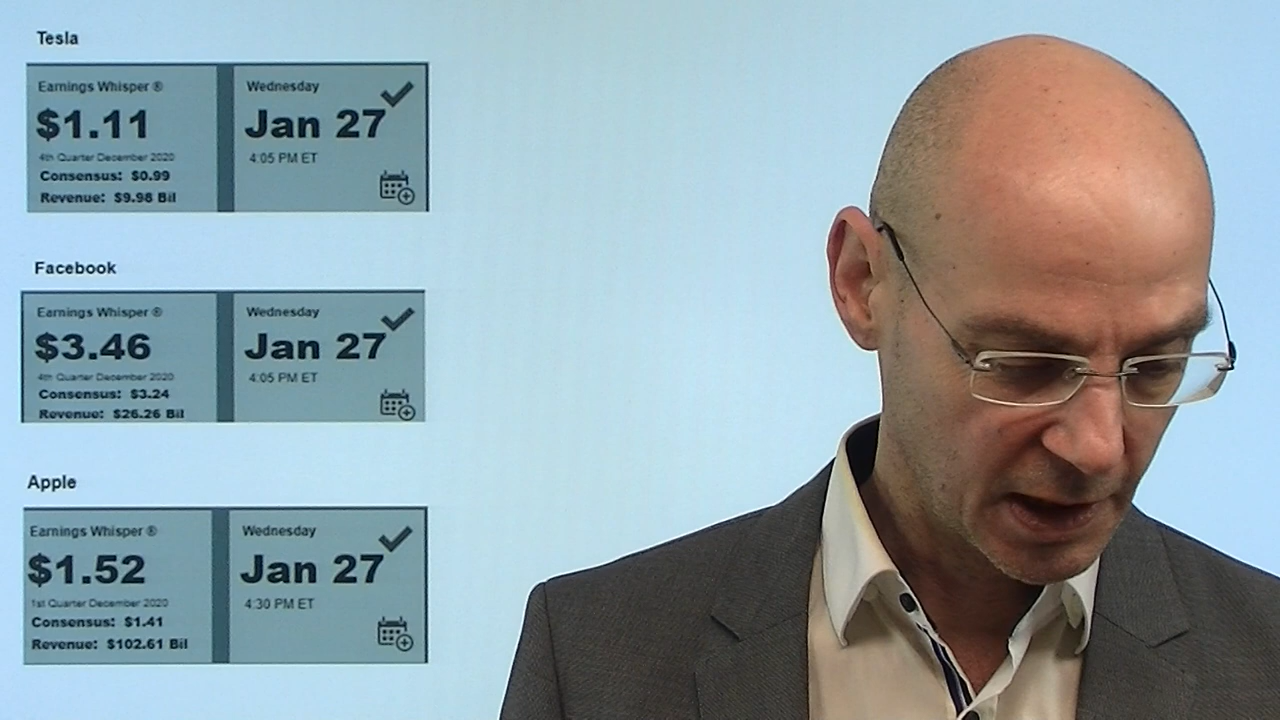 Tesla
Earnings Whisper ®
$1.11
4th Quarter December 2020
Consensus: $0.99
Revenue: $9.98 Bil
Wednesday
Jan 27
4:05 PM ET
Facebook
Earnings Whisper ®
$3.46
4th Quarter December 2020
Consensus: $3.24
Revenue: $26.26 Bil
Wednesday
Jan 27
4:05 PM ET
Apple
Earnings Whisper ®
$1.52
1st Quarter December 2020
Consensus: $1.41
Revenue: $102.61 Bil
Wednesday
Jan 27
4:30 PM ET